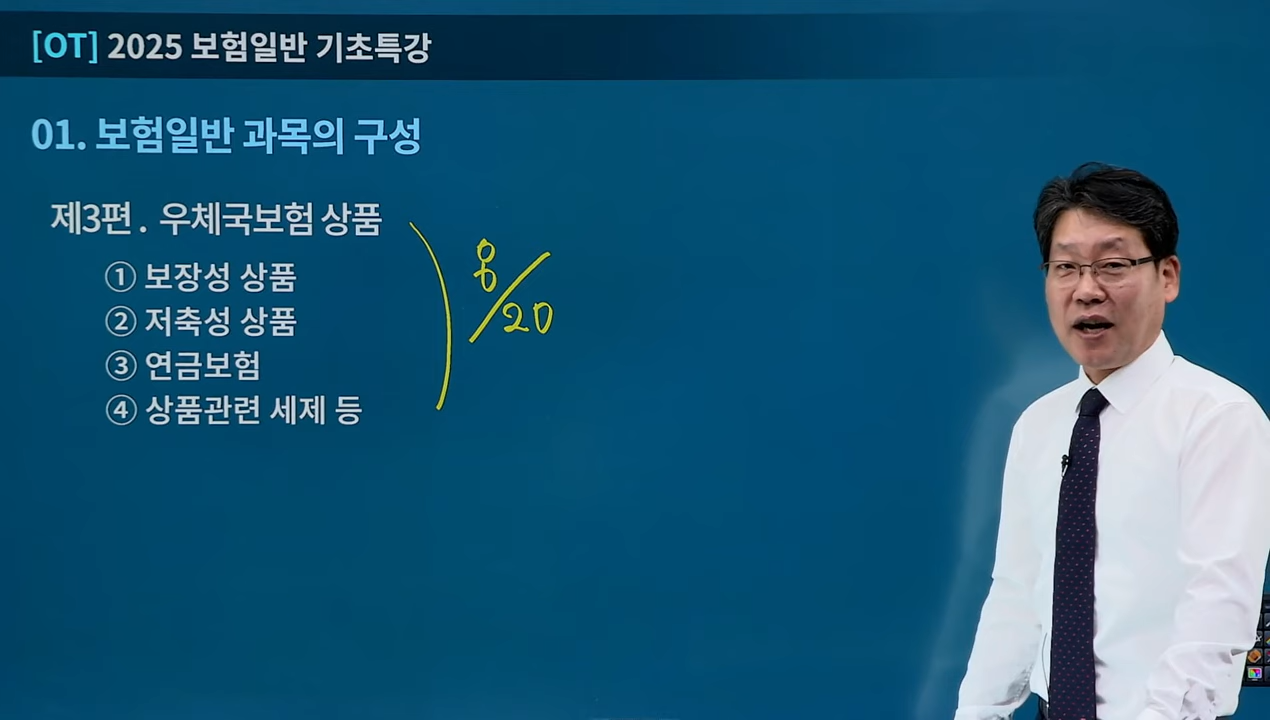 [OT] 2025 보험일반 기초특강
01. 보험일반 과목의 구성
제3편. 우체국보험 상품
① 보장성 상품
② 저축성 상품
③ 연금보험
④ 상품관련 세제 등
8/20